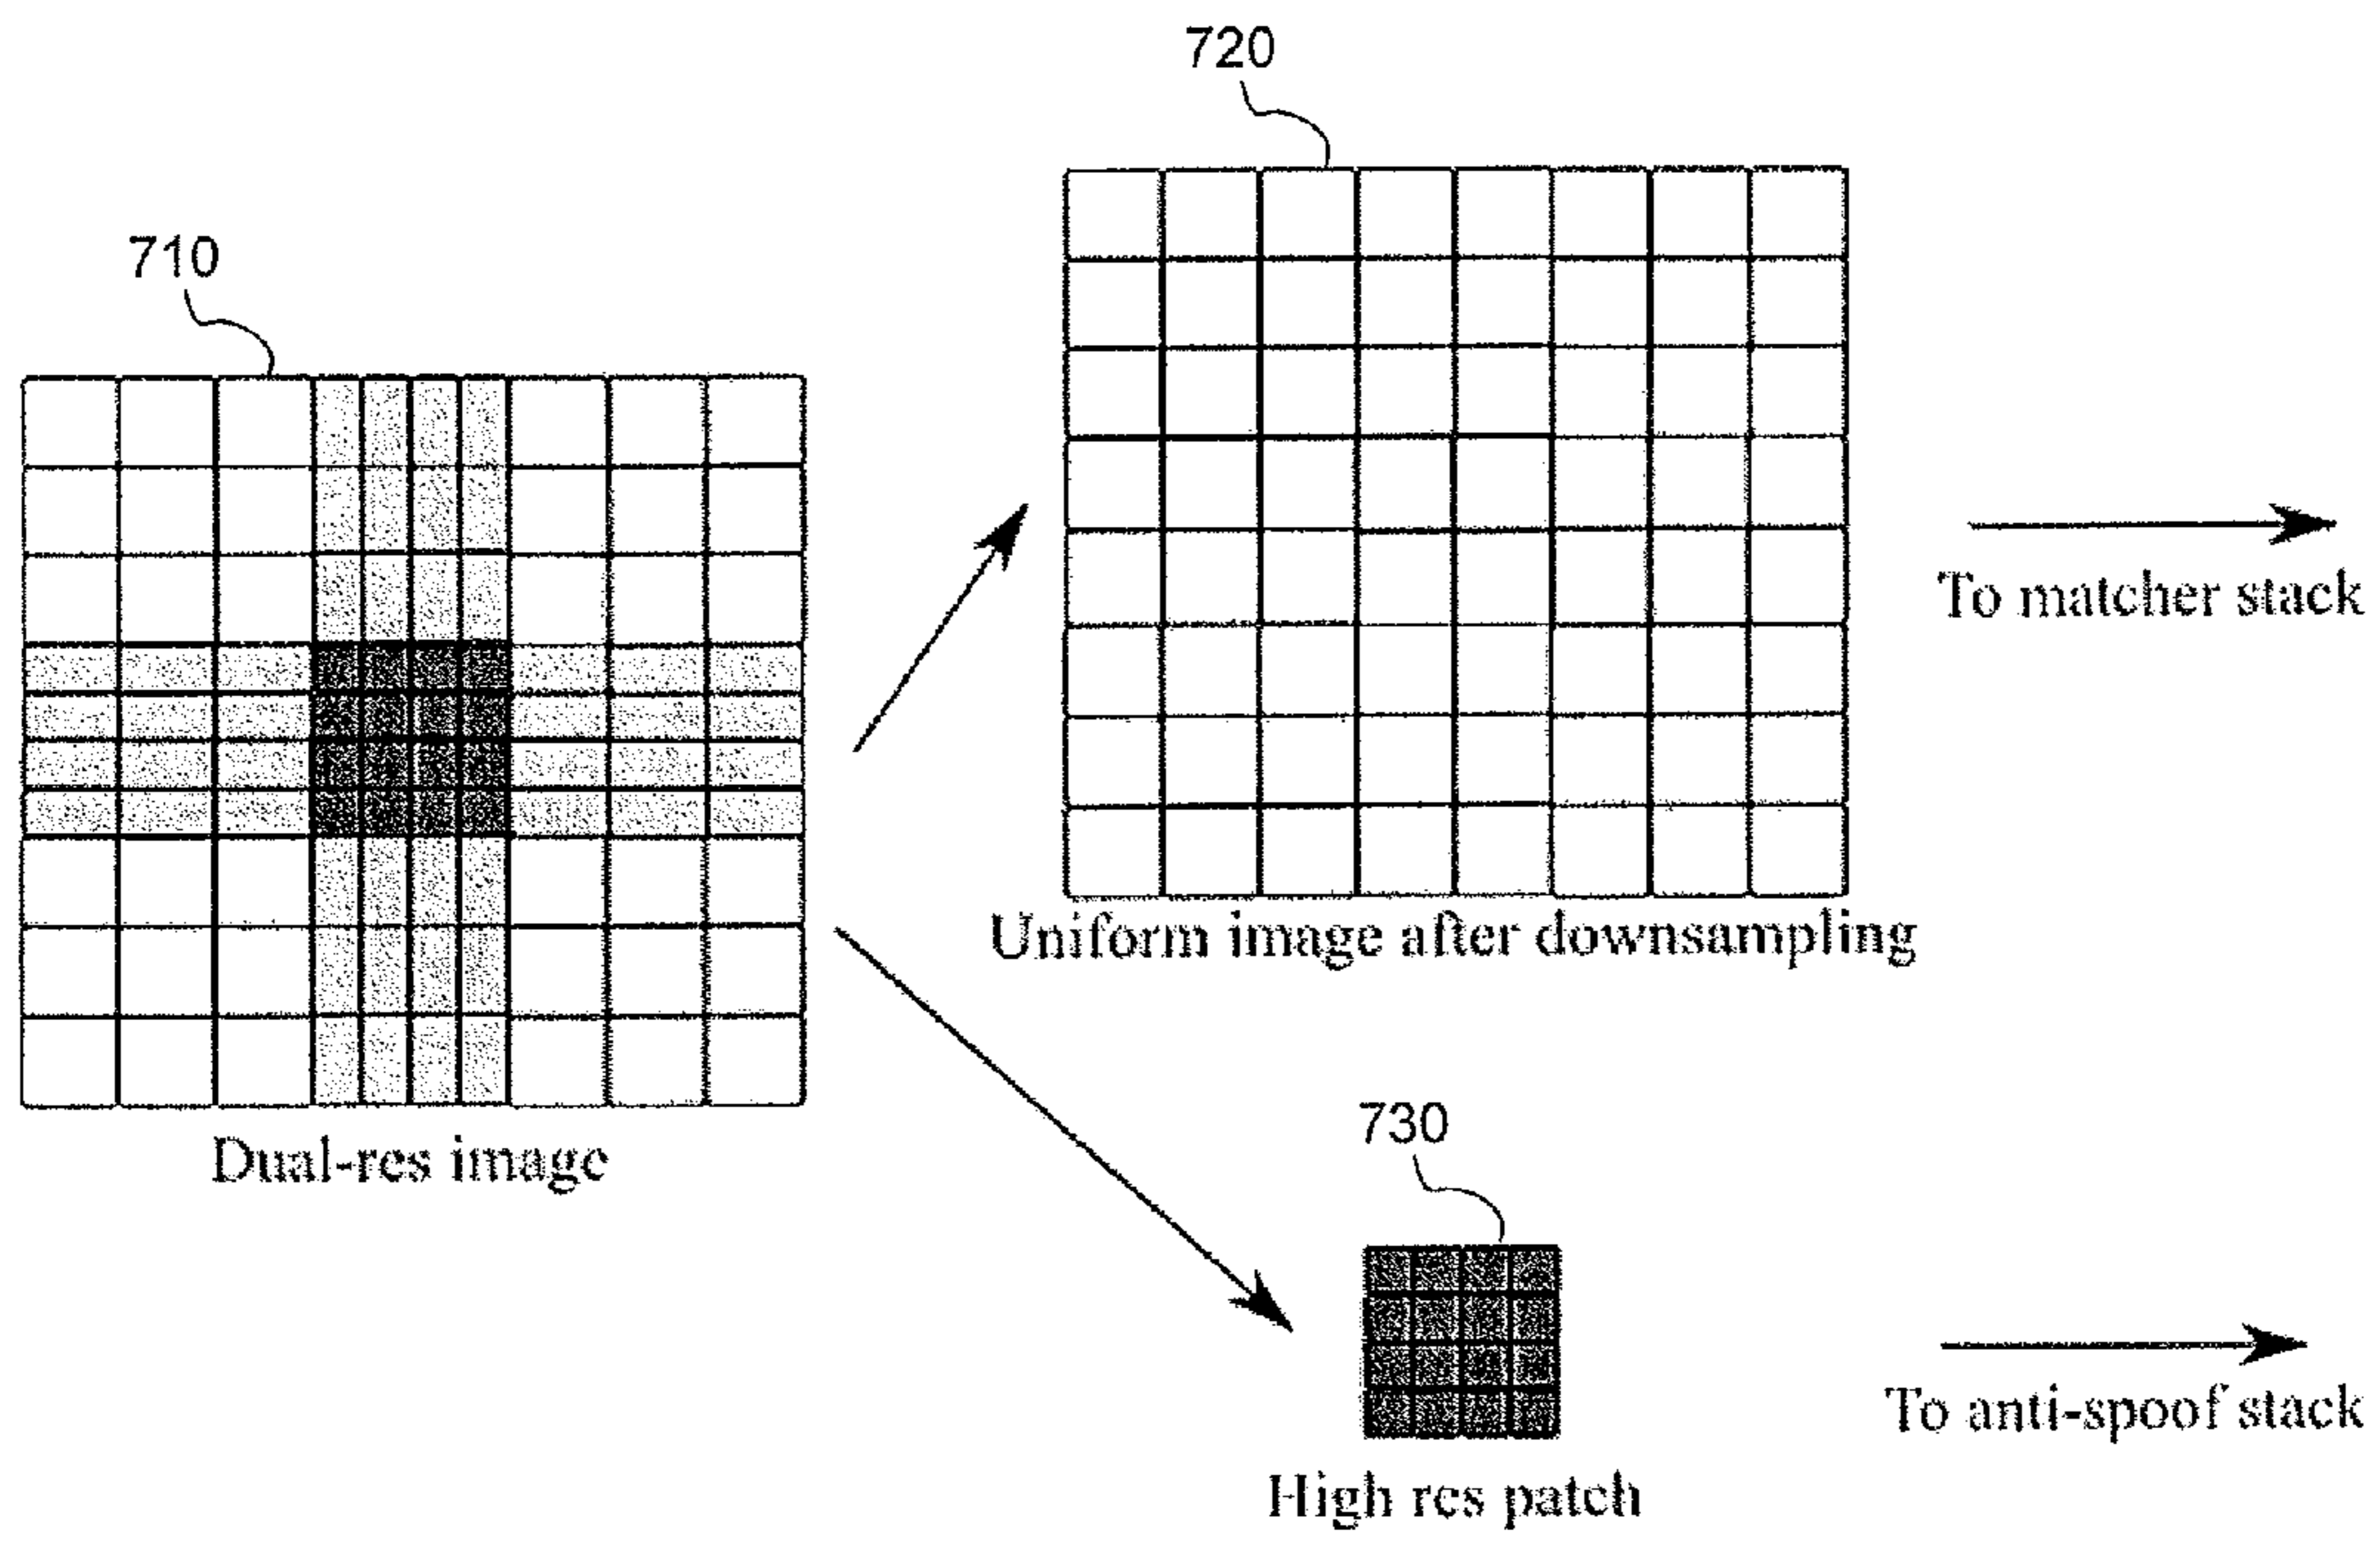 720
710
To matcher stack
Uniform image after downsampling
Dual-res image
730
To anti-spoof stack
High res patch